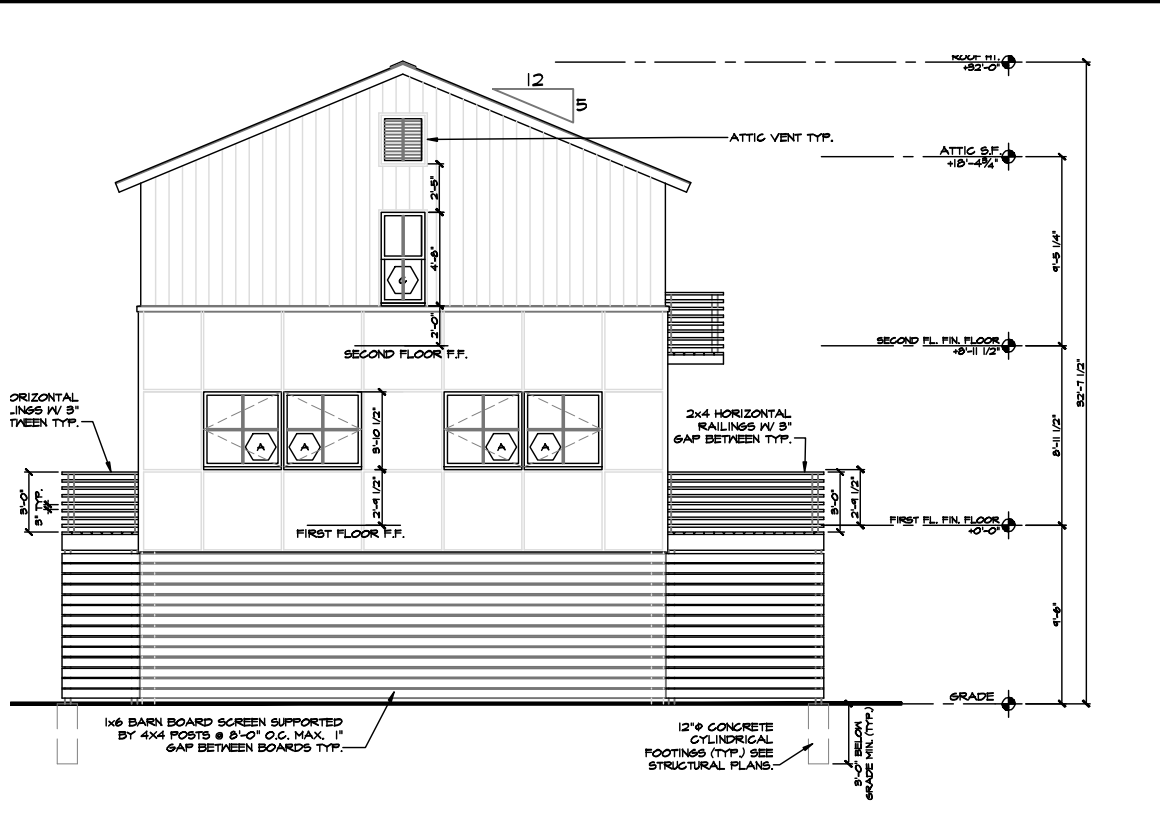 ROOF HT.
+32'-0"
12
5
ATTIC VENT TYP.
ATTIC S.F.
+18'-4¾"
2'-5"
4'-8"
C
9'-5 1/4"
2'-0"
SECOND FLOOR F.F.
SECOND FL. FIN. FLOOR
+8'-11 1/2"
32'-7 1/2"
ORIZONTAL
INGS W/ 3"
TWEEN TYP.
A
A
3'-10 1/2"
A
A
2x4 HORIZONTAL
RAILINGS W/ 3"
GAP BETWEEN TYP.
8'-11 1/2"
3'-0"
3" TYP.
2'-9 1/2"
3'-0"
2'-9 1/2"
FIRST FLOOR F.F.
FIRST FL. FIN. FLOOR
+0'-0"
GRADE
1x6 BARN BOARD SCREEN SUPPORTED
BY 4X4 POSTS @ 8'-0" O.C. MAX. 1"
GAP BETWEEN BOARDS TYP.
12"Φ CONCRETE
CYLINDRICAL
FOOTINGS (TYP.) SEE
STRUCTURAL PLANS.
3'-0" BELOW
GRADE MIN. (TYP.)